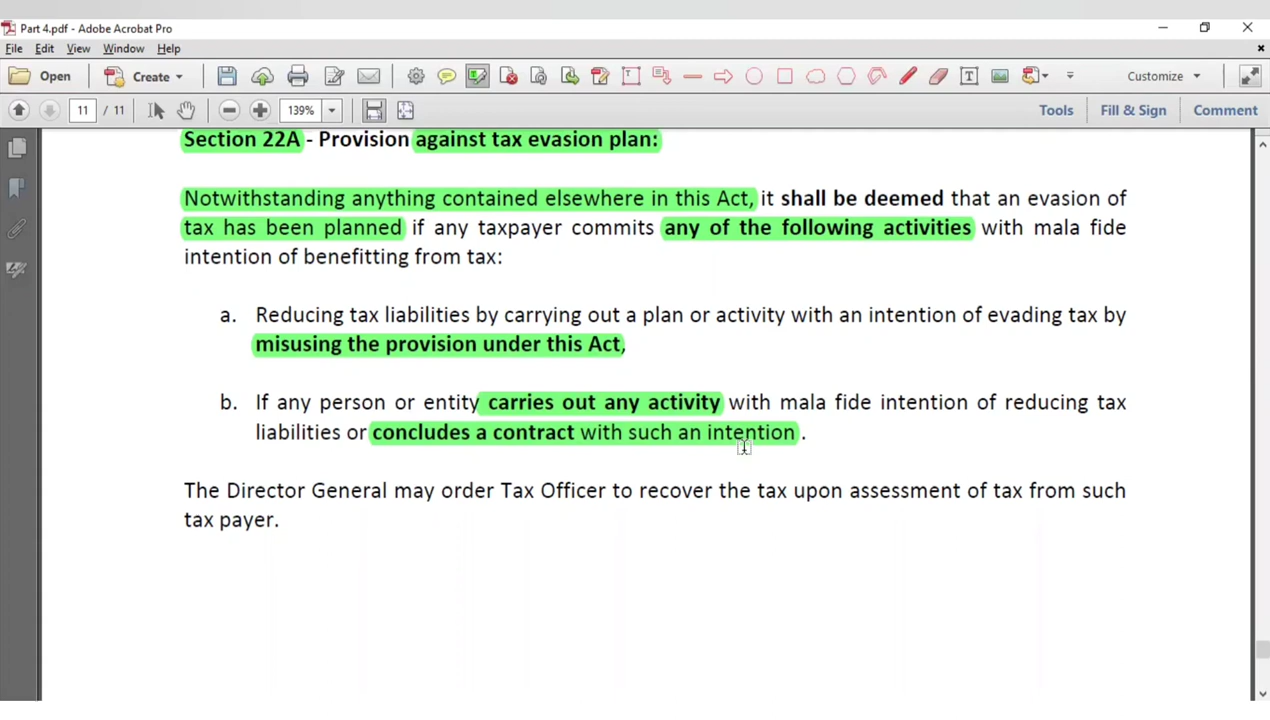 Part 4.pdf - Adobe Acrobat Pro
File Edit View Window Help
Open Create Customize
11 / 11 139% Tools Fill & Sign Comment
Section 22A - Provision against tax evasion plan:
Notwithstanding anything contained elsewhere in this Act, it shall be deemed that an evasion of
tax has been planned if any taxpayer commits any of the following activities with mala fide
intention of benefitting from tax:
a. Reducing tax liabilities by carrying out a plan or activity with an intention of evading tax by
misusing the provision under this Act,
b. If any person or entity carries out any activity with mala fide intention of reducing tax
liabilities or concludes a contract with such an intention .
The Director General may order Tax Officer to recover the tax upon assessment of tax from such
tax payer.